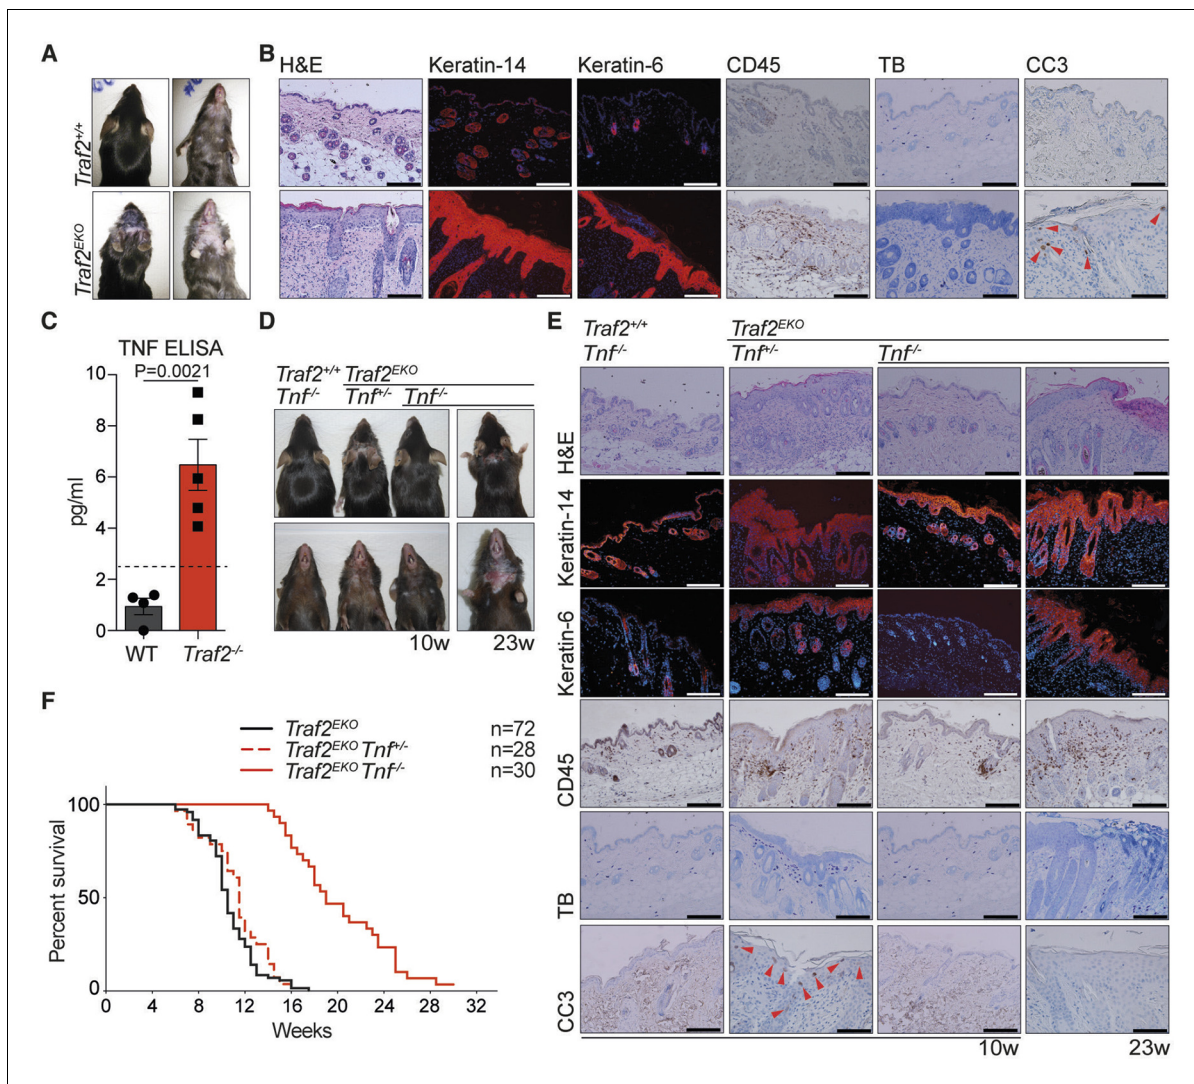 A
Traf2+/+
Traf2EKO
B
H&E
Keratin-14
Keratin-6
CD45
TB
CC3
C
TNF ELISA
P=0.0021
10
8
6
4
2
0
pg/ml
WT
Traf2-/-
D
Traf2+/+
Traf2EKO
Tnf-/-
Tnf+/-
Tnf-/-
10w
23w
E
Traf2+/+
Traf2EKO
Tnf-/-
Tnf+/-
Tnf-/-
H&E
Keratin-14
Keratin-6
CD45
TB
CC3
10w
23w
F
Traf2EKO n=72
Traf2EKO Tnf+/- n=28
Traf2EKO Tnf-/- n=30
100
50
0
Percent survival
0 4 8 12 16 20 24 28 32
Weeks